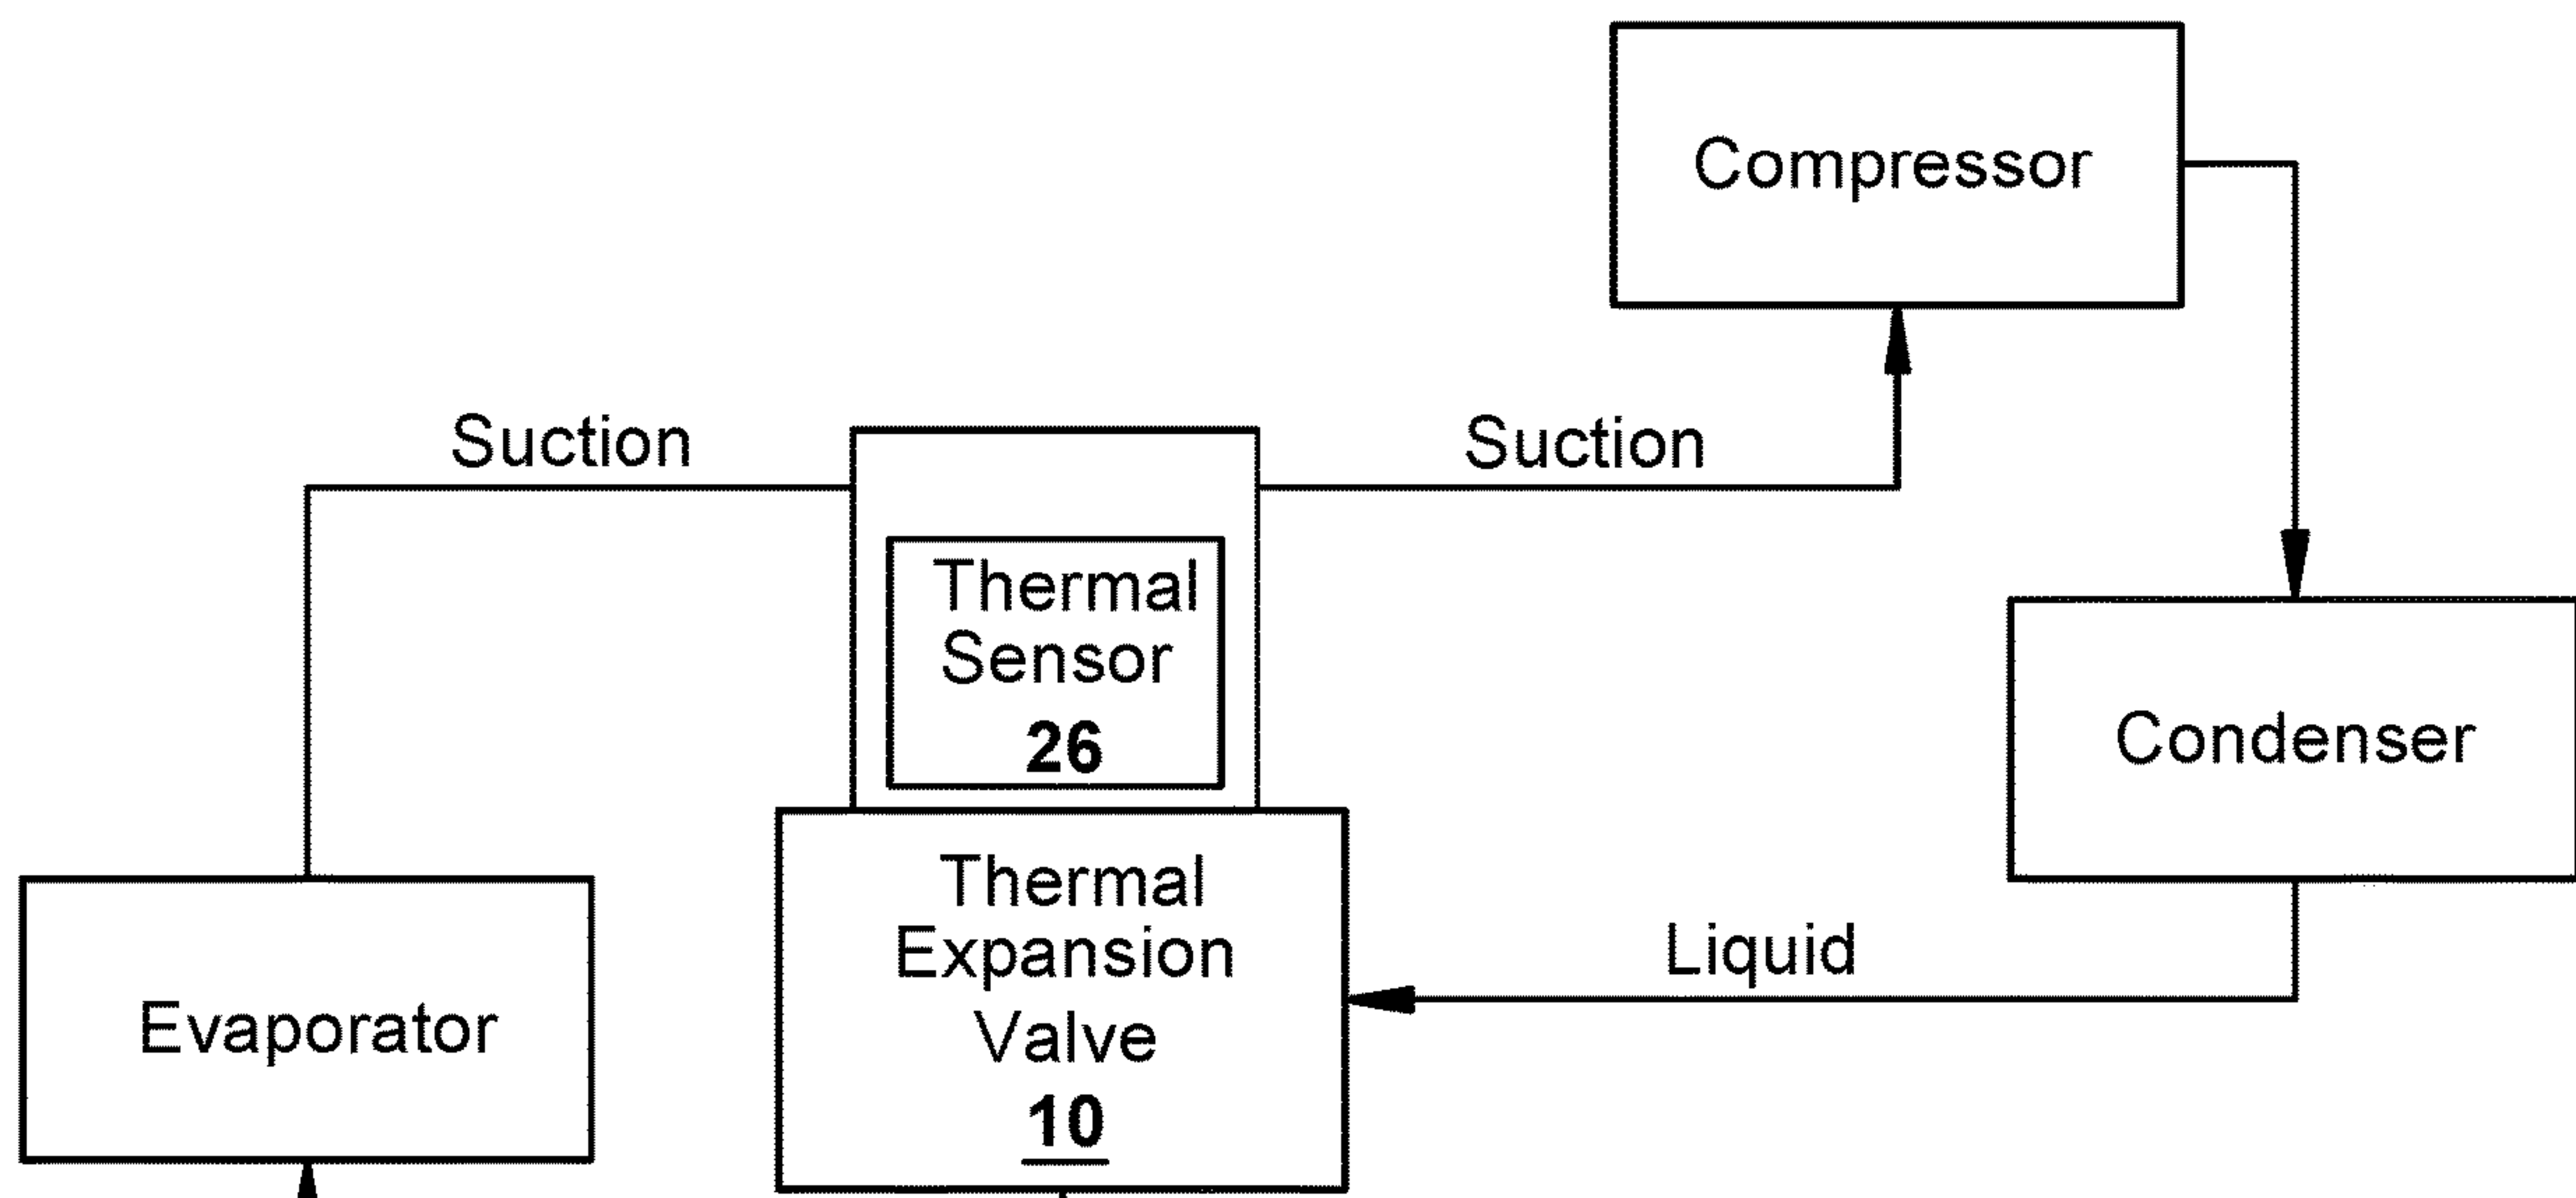 Compressor
Suction
Suction
Thermal
Sensor
26
Condenser
Thermal
Expansion
Valve
10
Liquid
Evaporator